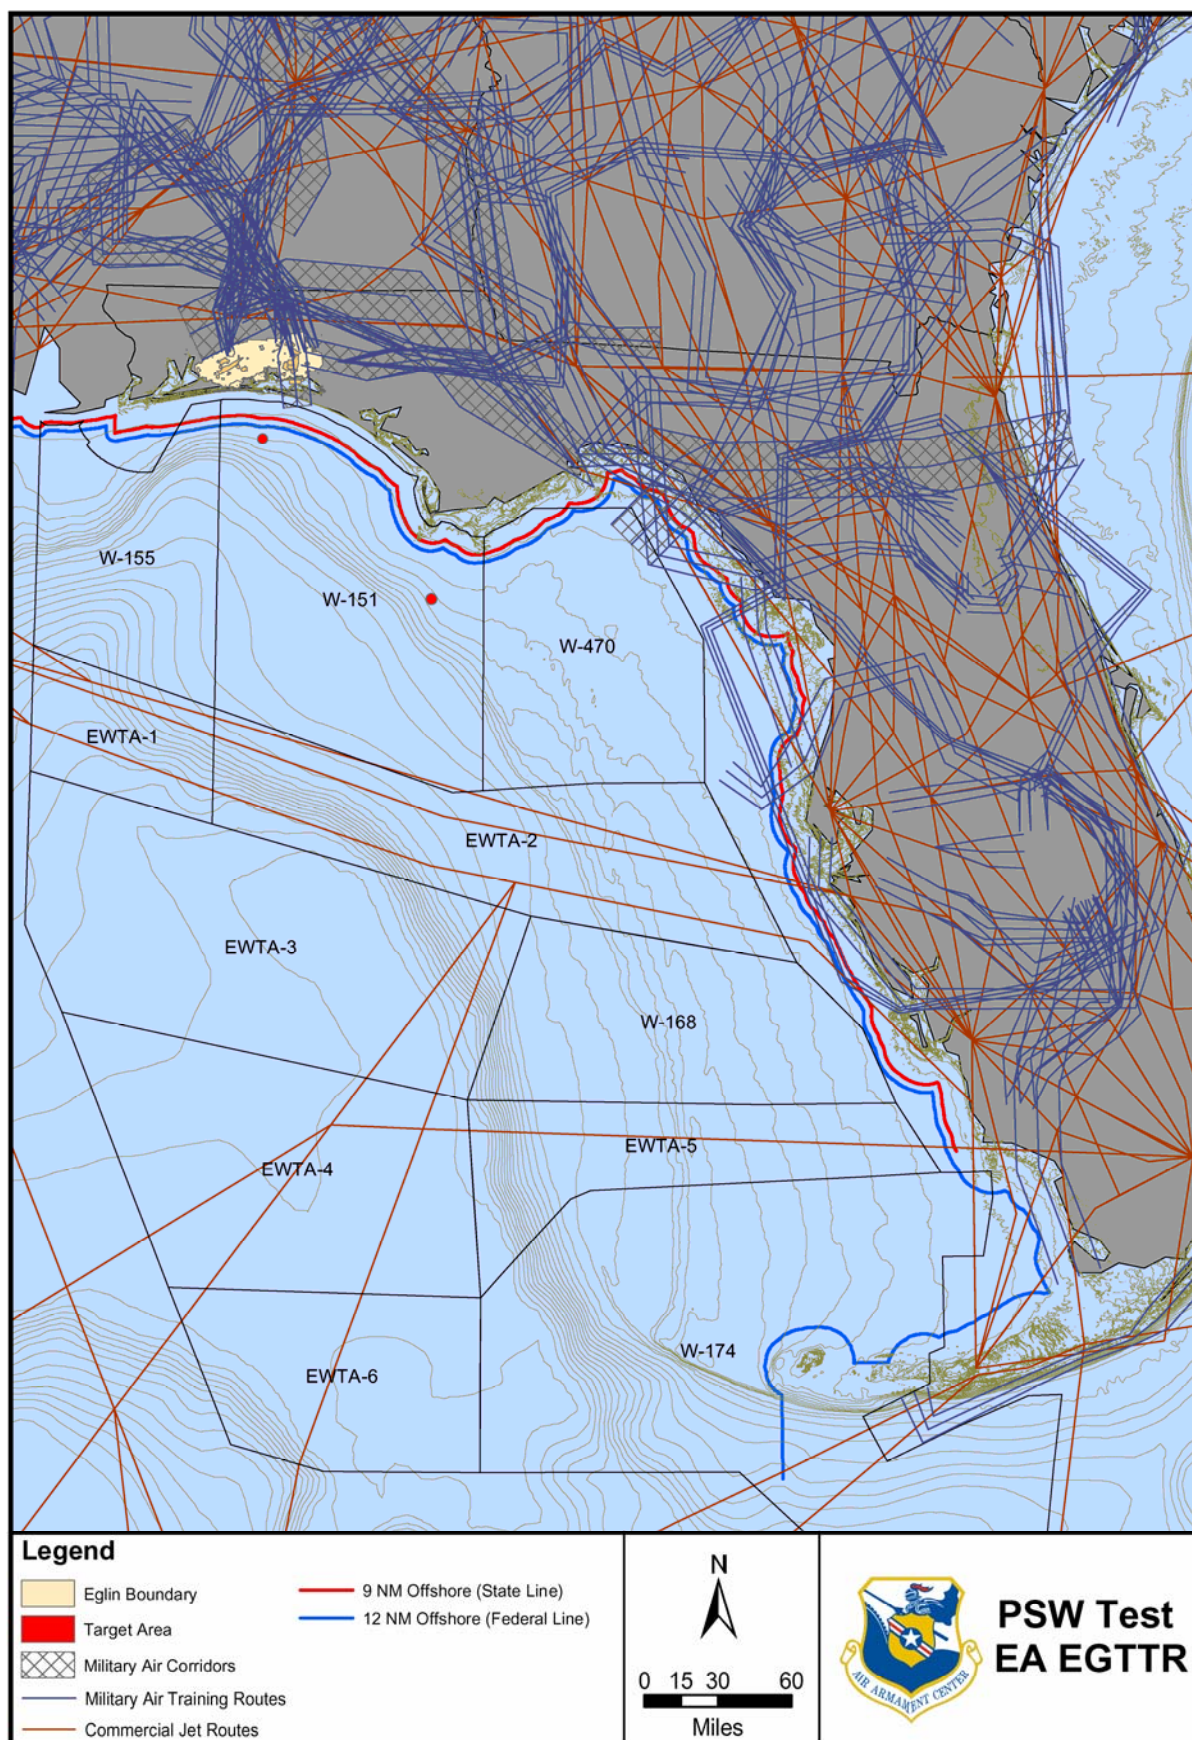 W-155
W-151
W-470
EWTA-1
EWTA-2
EWTA-3
W-168
EWTA-5
EWTA-4
W-174
EWTA-6
Legend
Eglin Boundary
Target Area
Military Air Corridors
Military Air Training Routes
Commercial Jet Routes
9 NM Offshore (State Line)
12 NM Offshore (Federal Line)
N
0 15 30 60
Miles
AIR ARMAMENT CENTER
PSW Test
EA EGTTR